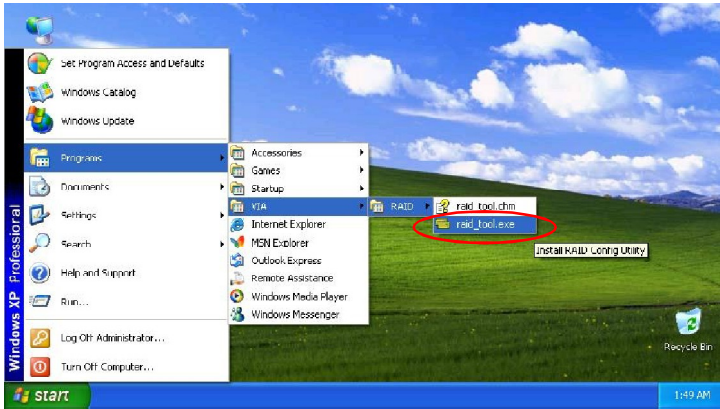 Set Program Access and Defaults
Windows Catalog
Windows Update
Programs
Documents
Settings
Search
Help and Support
Run...
Log Off Administrator...
Turn Off Computer...
Windows XP Professional
Accessories
Games
Startup
VIA
Internet Explorer
MSN Explorer
Outlook Express
Remote Assistance
Windows Media Player
Windows Messenger
RAID
raid_tool.chm
raid_tool.exe
Install RAID Config Utility
Recycle Bin
start
1:49 AM